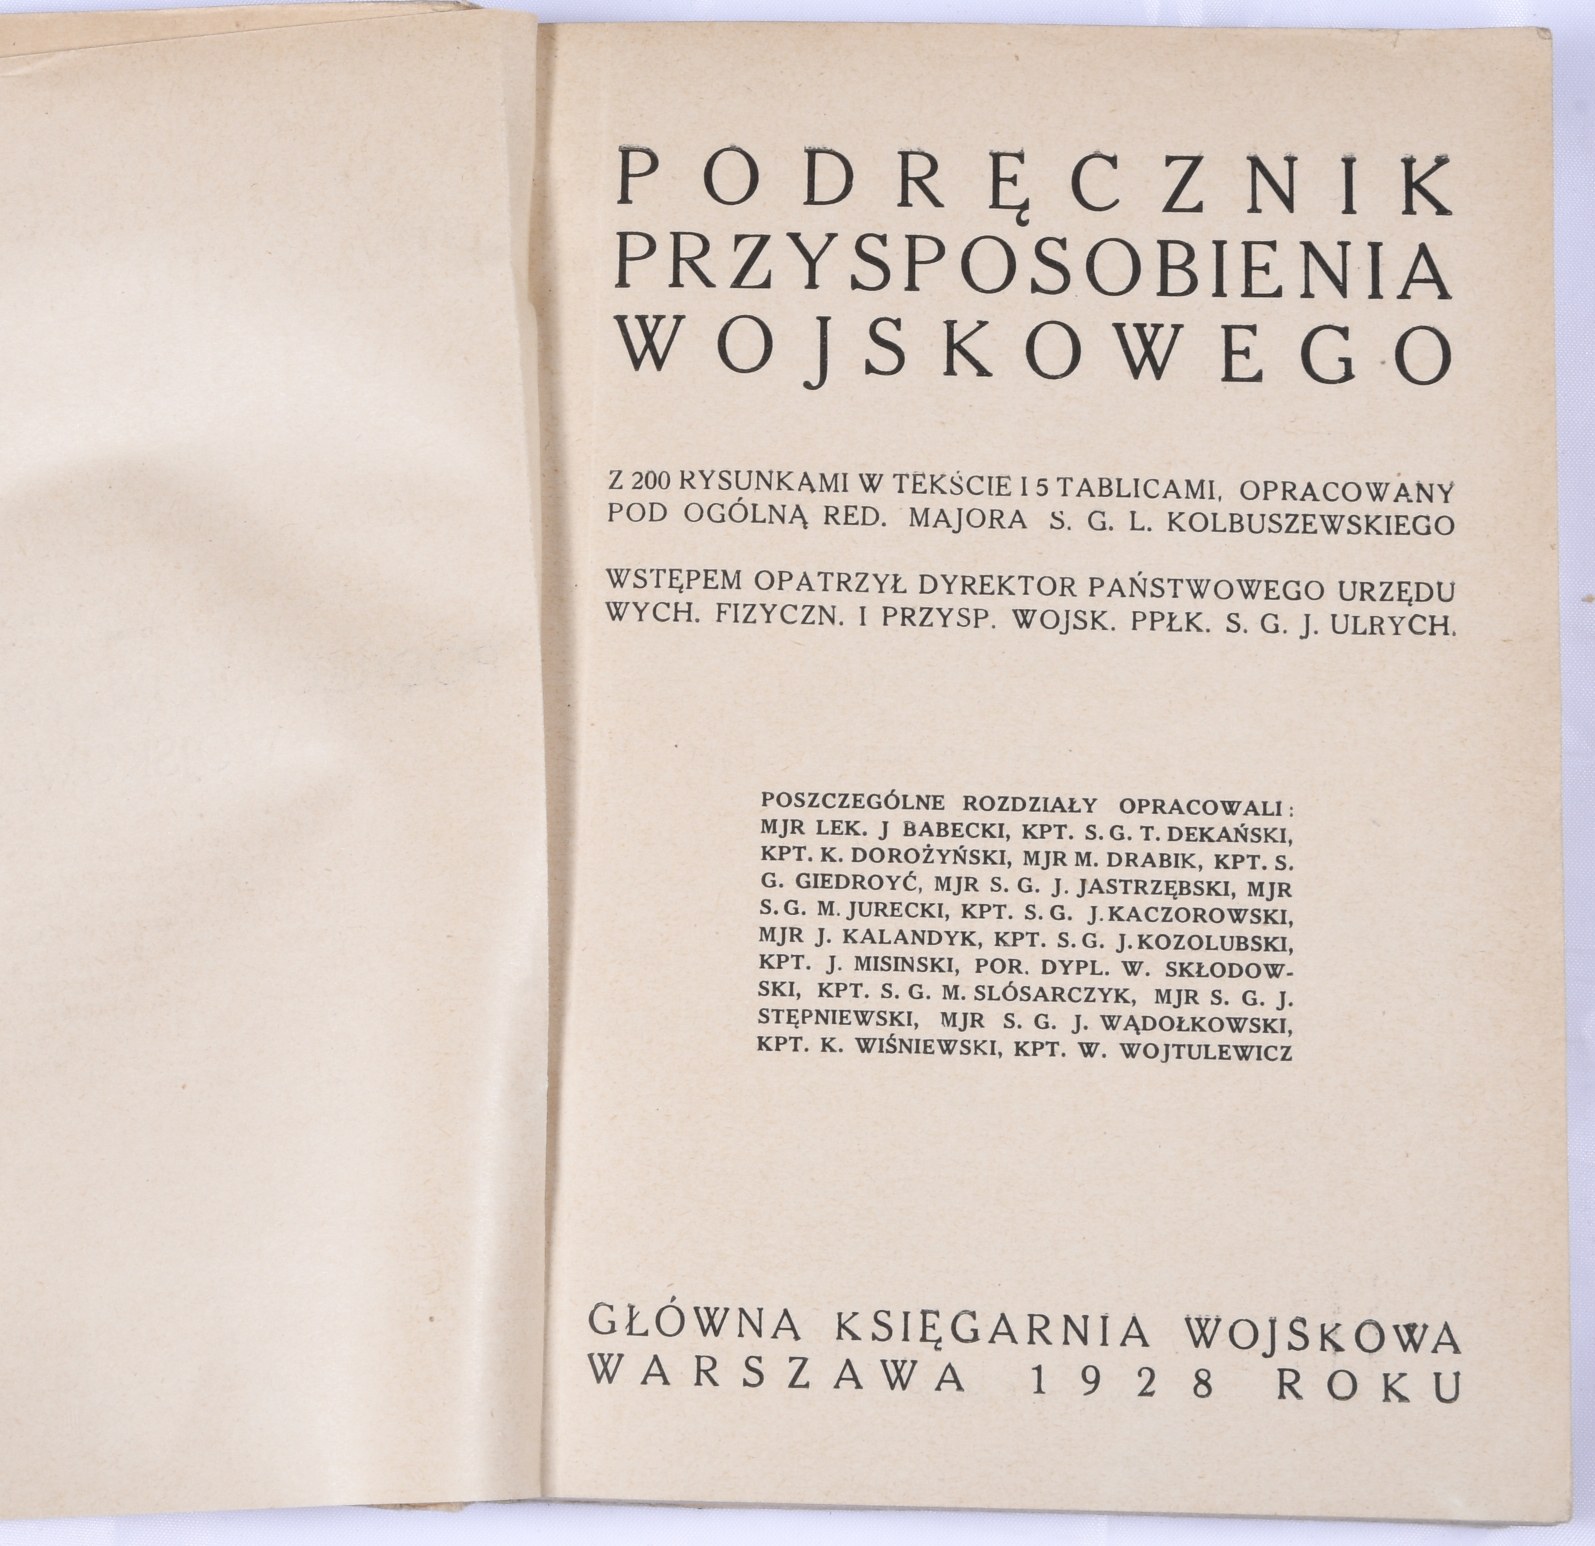 PODRĘCZNIK
PRZYSPOSOBIENIA
WOJSKOWEGO
Z 200 RYSUNKAMI W TEKŚCIE I 5 TABLICAMI, OPRACOWANY
POD OGÓLNĄ RED. MAJORA S. G. L. KOLBUSZEWSKIEGO
WSTĘPEM OPATRZYŁ DYREKTOR PAŃSTWOWEGO URZĘDU
WYCH. FIZYCZN. I PRZYSP. WOJSK. PPŁK. S. G. J. ULRYCH.
POSZCZEGÓLNE ROZDZIAŁY OPRACOWALI:
MJR LEK. J BABECKI, KPT. S. G. T. DEKAŃSKI,
KPT. K. DOROŻYŃSKI, MJR M. DRABIK, KPT. S.
G. GIEDROYĆ, MJR S. G. J. JASTRZĘBSKI, MJR
S. G. M. JURECKI, KPT. S. G. J. KACZOROWSKI,
MJR J. KALANDYK, KPT. S. G. J. KOZOLUBSKI,
KPT. J. MISINSKI, POR. DYPL. W. SKŁODOW-
SKI, KPT. S. G. M. SLÓSARCZYK, MJR S. G. J.
STĘPNIEWSKI, MJR S. G. J. WĄDOŁKOWSKI,
KPT. K. WIŚNIEWSKI, KPT. W. WOJTULEWICZ
GŁÓWNA KSIĘGARNIA WOJSKOWA
WARSZAWA 1928 ROKU